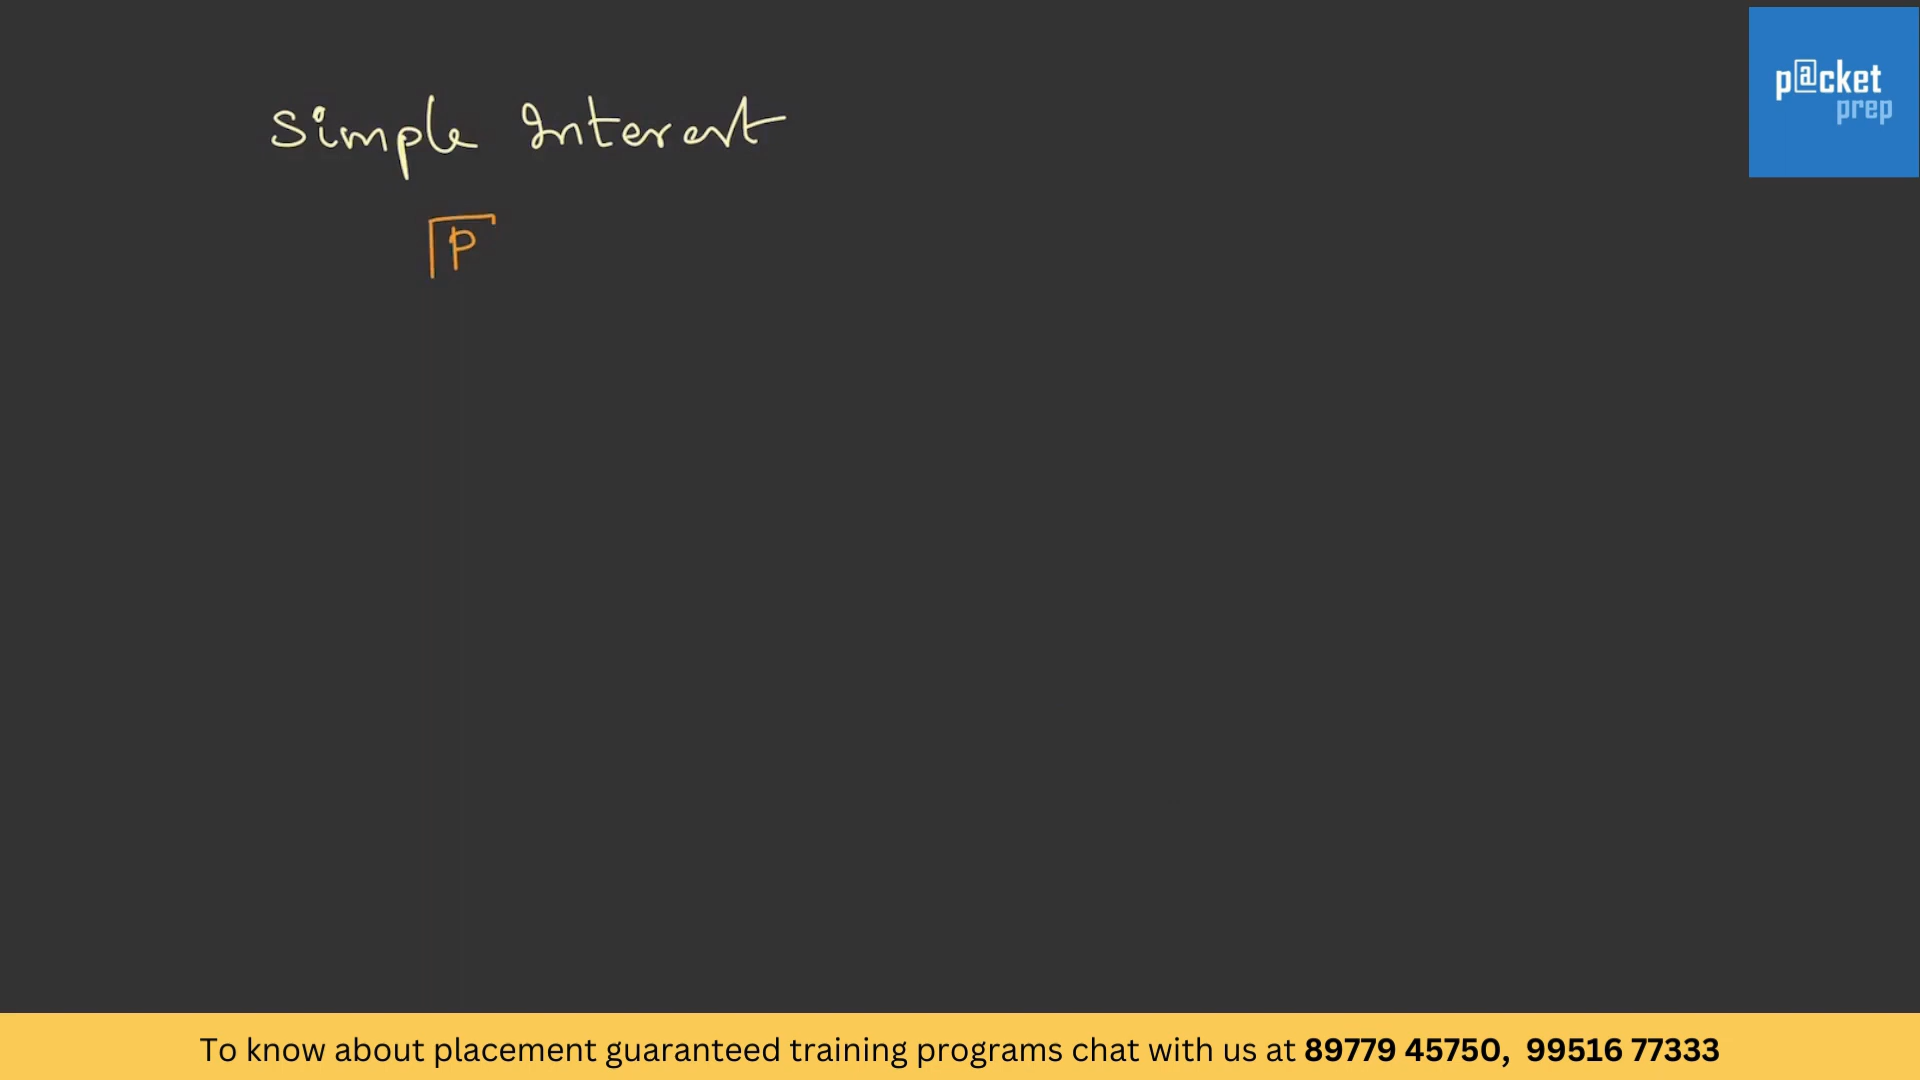 p@cket
prep
Simple Interest
P
To know about placement guaranteed training programs chat with us at 89779 45750, 99516 77333